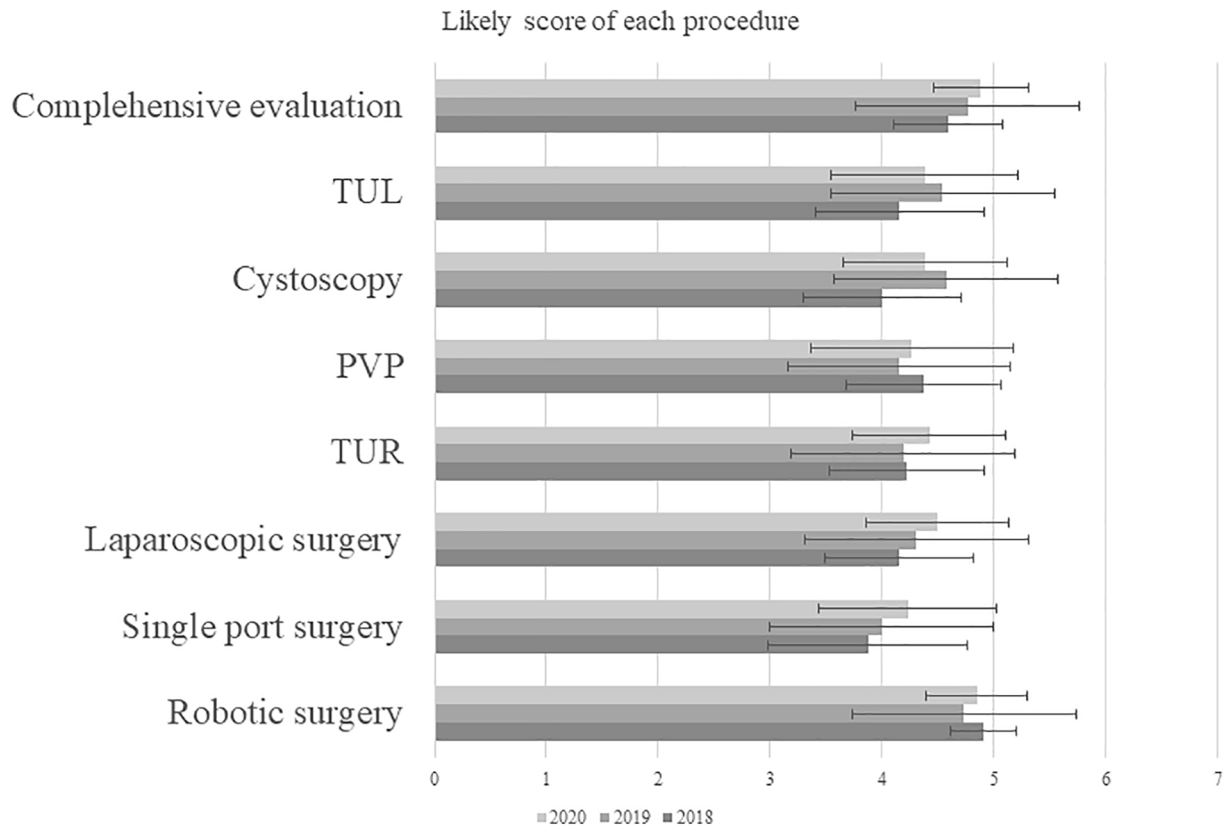 Likely score of each procedure
Complehensive evaluation
TUL
Cystoscopy
PVP
TUR
Laparoscopic surgery
Single port surgery
Robotic surgery
0 1 2 3 4 5 6 7
2020 2019 2018